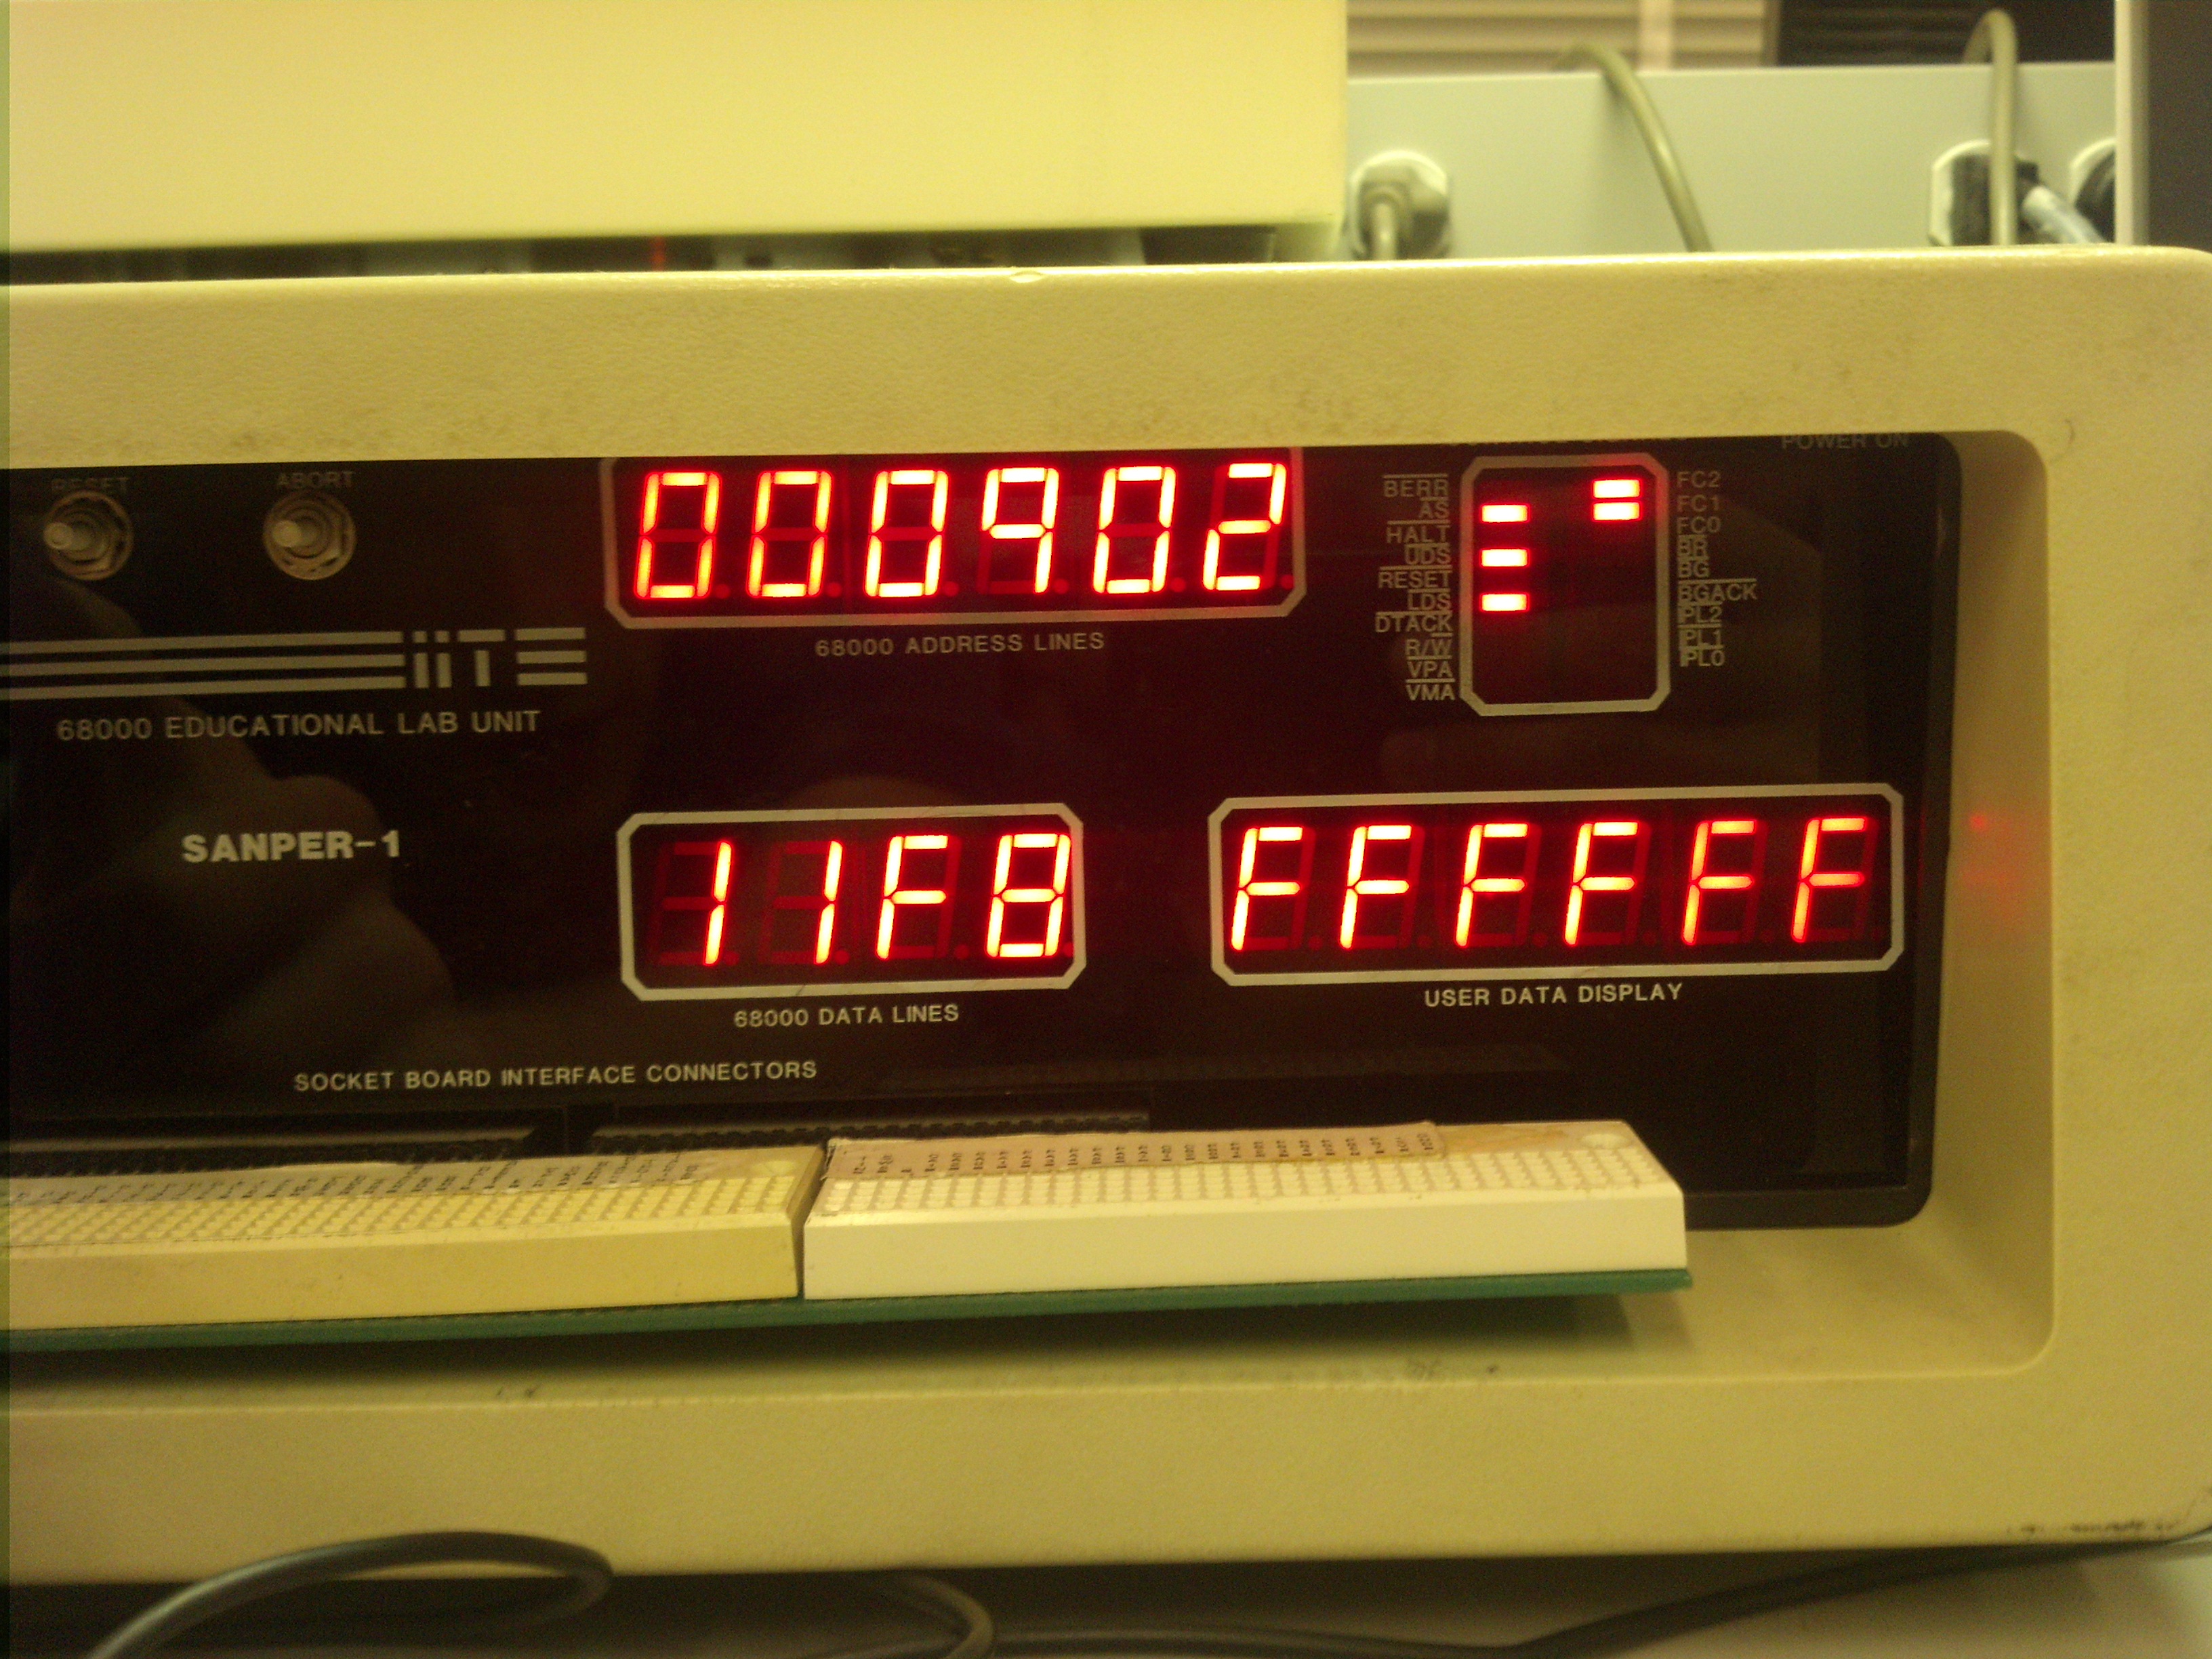 POWER ON
RESET
ABORT
000902
68000 ADDRESS LINES
BERR
AS
HALT
UDS
RESET
LDS
DTACK
R/W
VPA
VMA
FC2
FC1
FC0
BR
BG
BGACK
IPL2
IPL1
IPL0
iiTE
68000 EDUCATIONAL LAB UNIT
SANPER-1
11F8
68000 DATA LINES
FFFFFF
USER DATA DISPLAY
SOCKET BOARD INTERFACE CONNECTORS